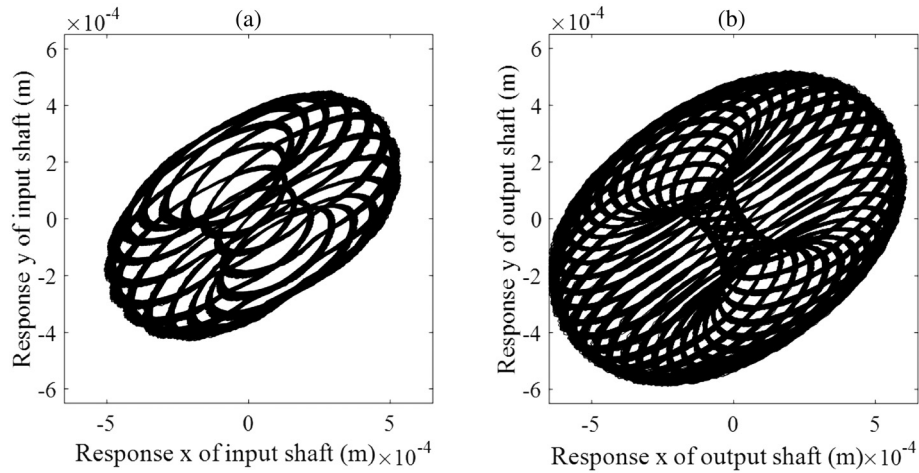 ×10⁻⁴ (a)
6
4
2
0
-2
-4
-6
-5 0 5
Response y of input shaft (m)
Response x of input shaft (m) ×10⁻⁴
×10⁻⁴ (b)
6
4
2
0
-2
-4
-6
-5 0 5
Response y of output shaft (m)
Response x of output shaft (m) ×10⁻⁴